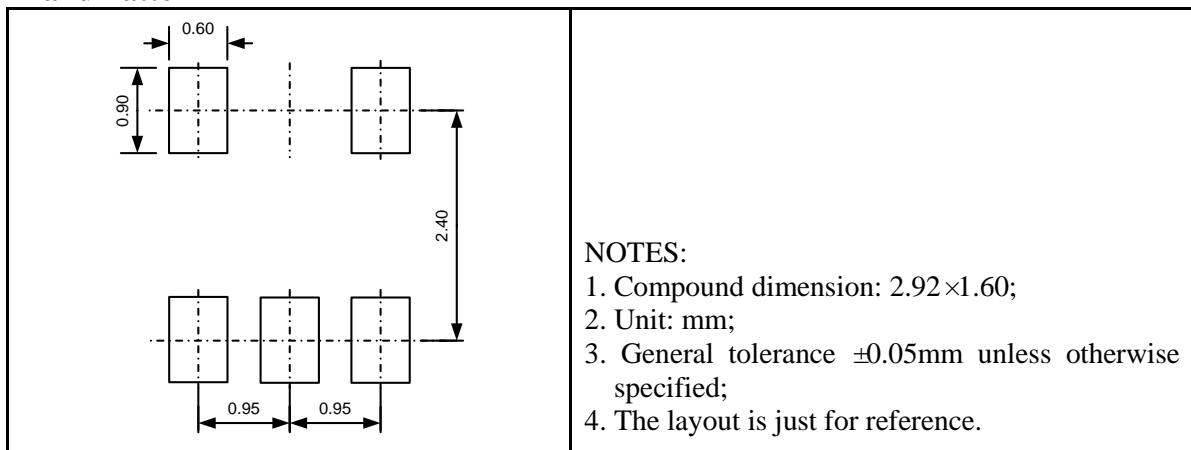 0.60
0.90
2.40
0.95 0.95
NOTES:
1. Compound dimension: 2.92×1.60;
2. Unit: mm;
3. General tolerance ±0.05mm unless otherwise
specified;
4. The layout is just for reference.